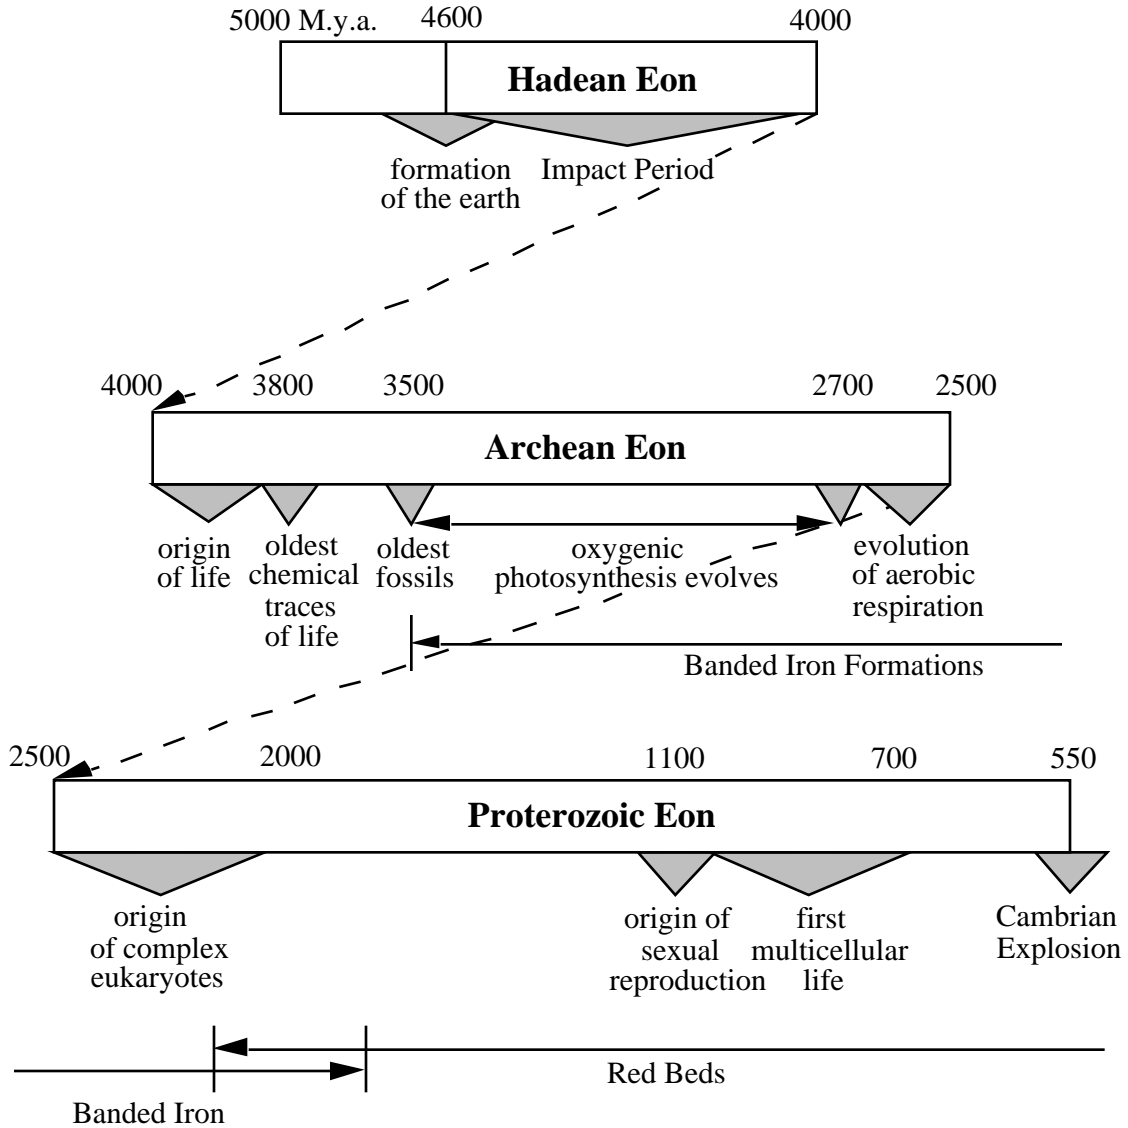 5000 M.y.a. 4600 4000
Hadean Eon
formation
of the earth
Impact Period
4000 3800 3500 2700 2500
Archean Eon
origin
of life
oldest
chemical
traces
of life
oldest
fossils
oxygenic
photosynthesis evolves
evolution
of aerobic
respiration
Banded Iron Formations
2500 2000 1100 700 550
Proterozoic Eon
origin
of complex
eukaryotes
origin of
sexual
reproduction
first
multicellular
life
Cambrian
Explosion
Red Beds
Banded Iron